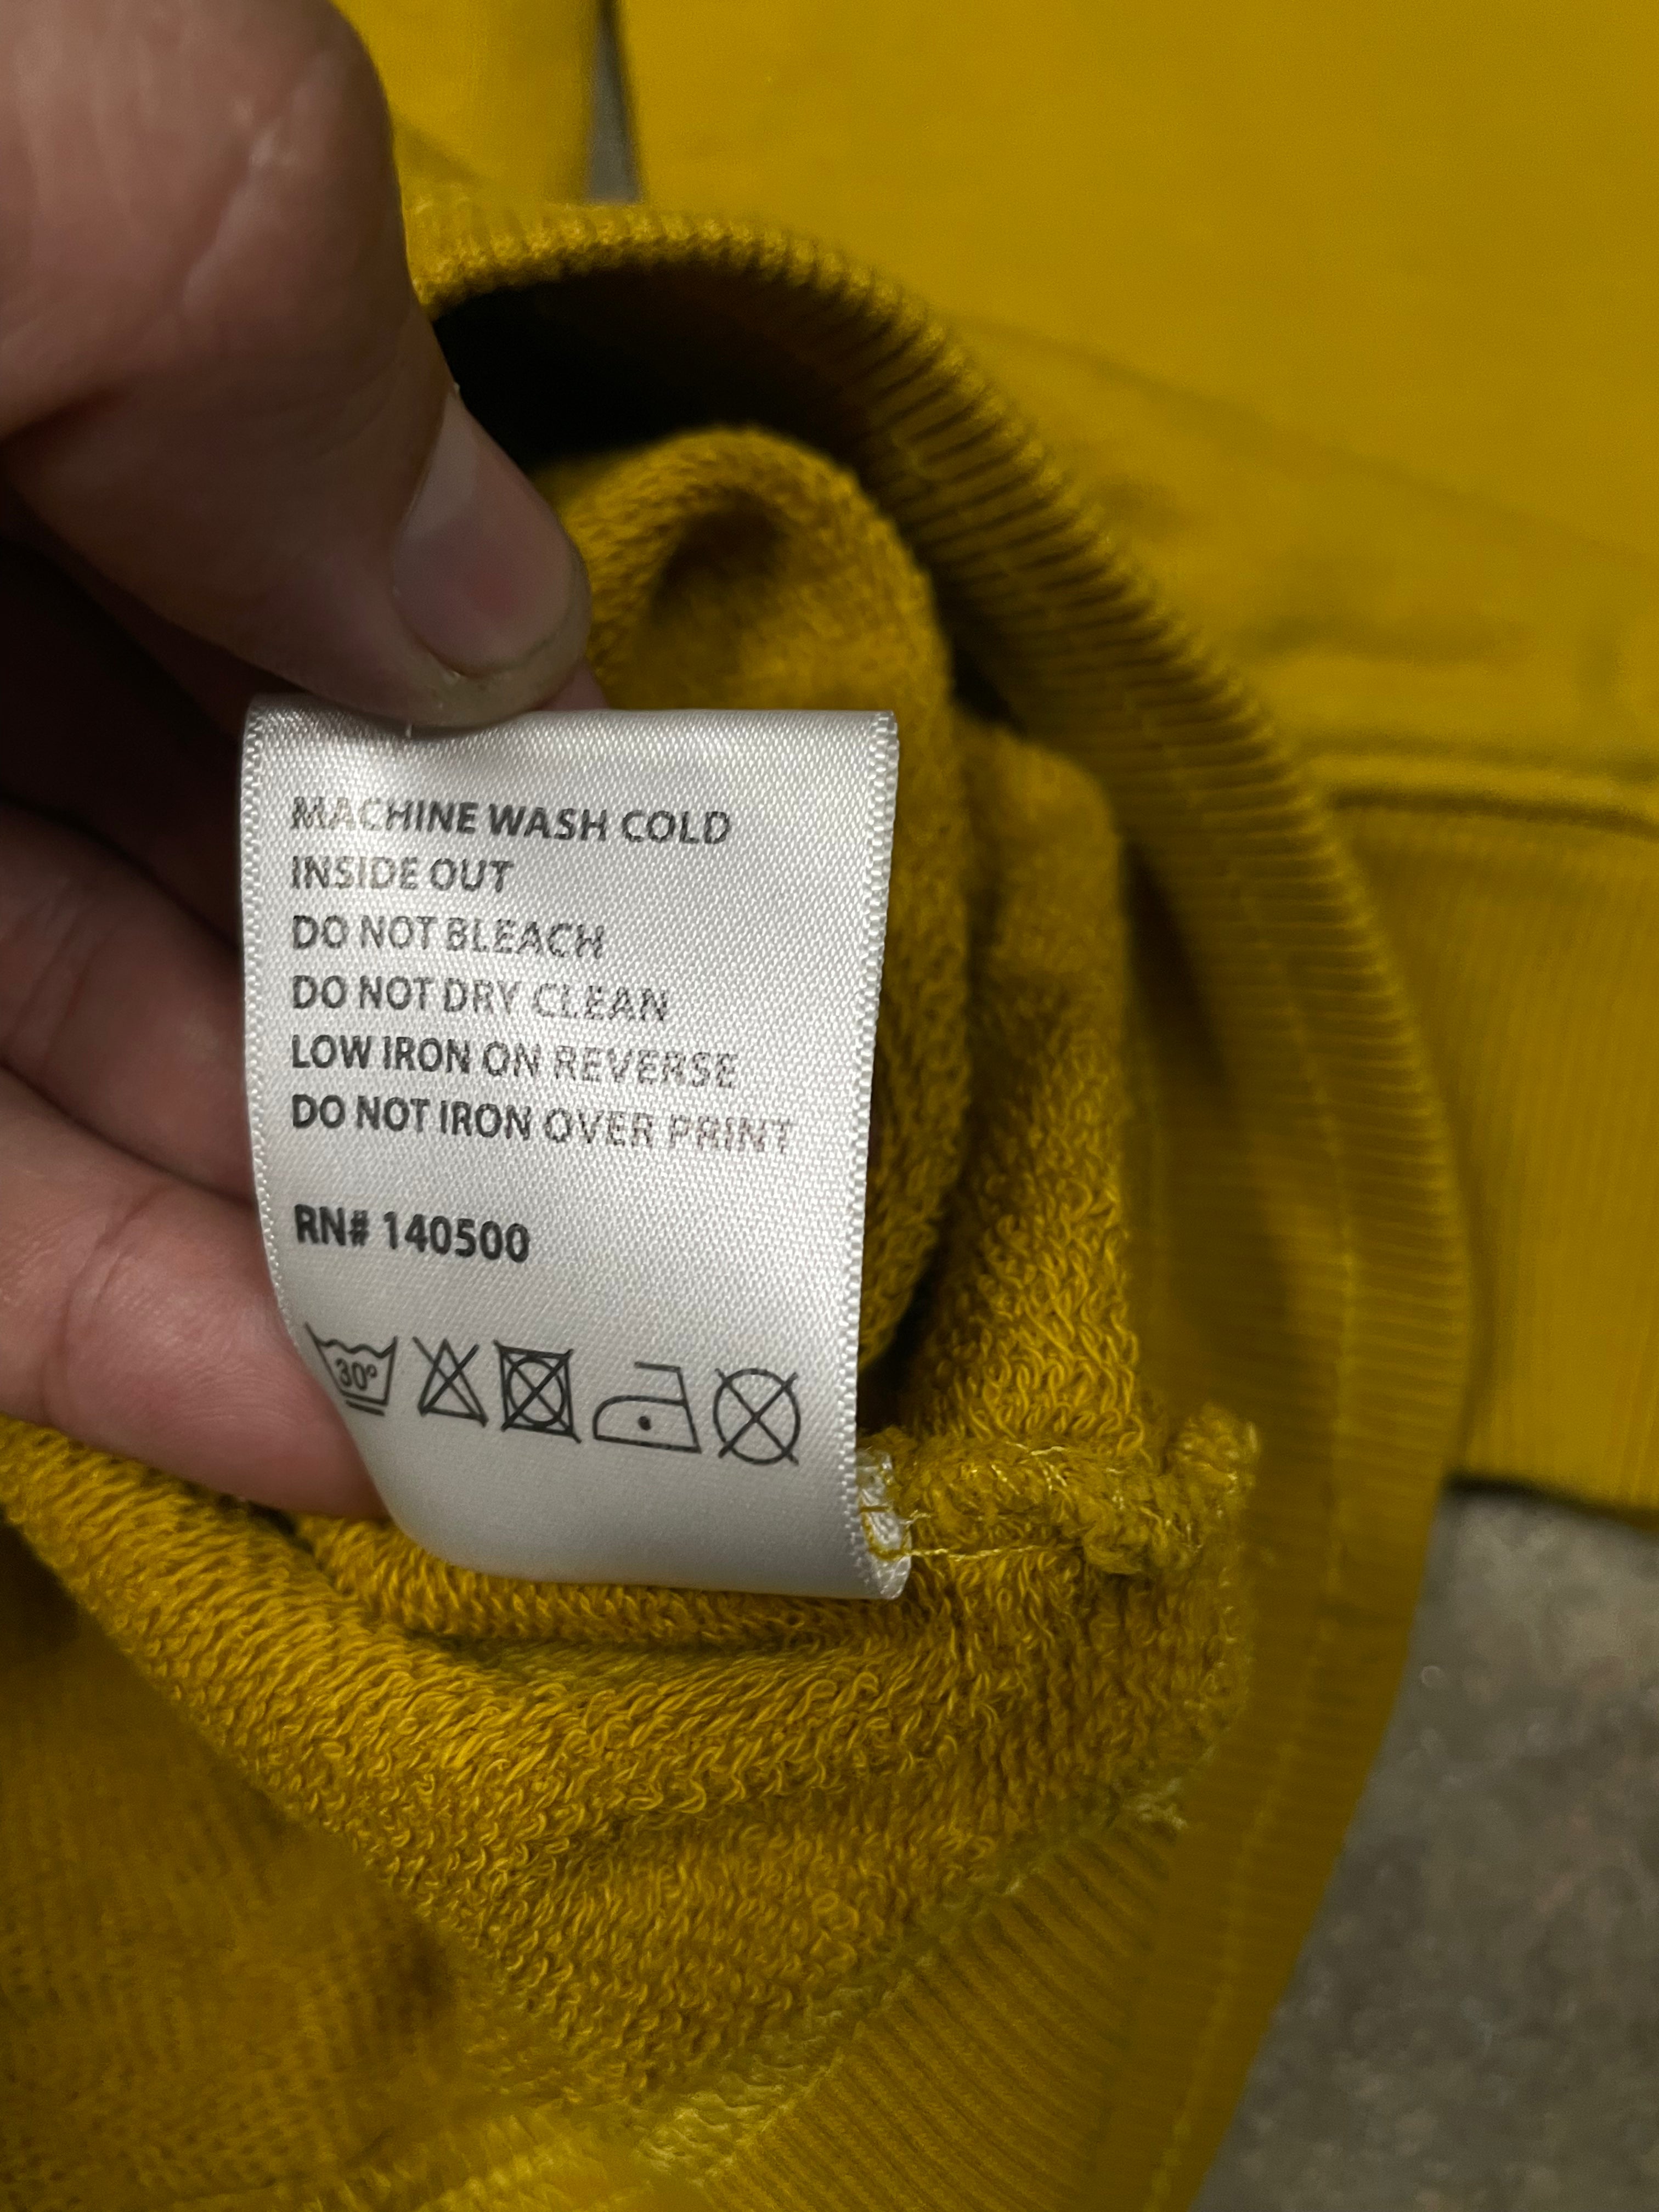 MACHINE WASH COLD
INSIDE OUT
DO NOT BLEACH
DO NOT DRY CLEAN
LOW IRON ON REVERSE
DO NOT IRON OVER PRINT
RN# 140500
30°